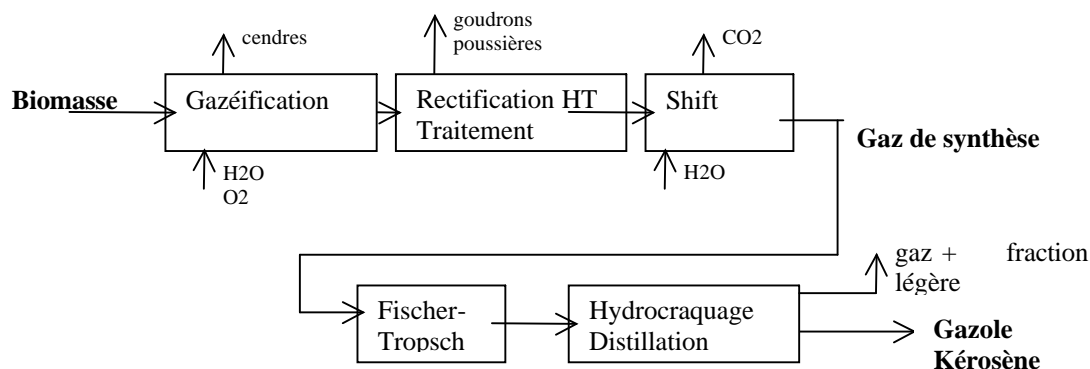 cendres
goudrons
poussières
CO2
Biomasse
Gazéification
Rectification HT
Traitement
Shift
Gaz de synthèse
H2O
O2
H2O
gaz + fraction
légère
Fischer-
Tropsch
Hydrocraquage
Distillation
Gazole
Kérosène